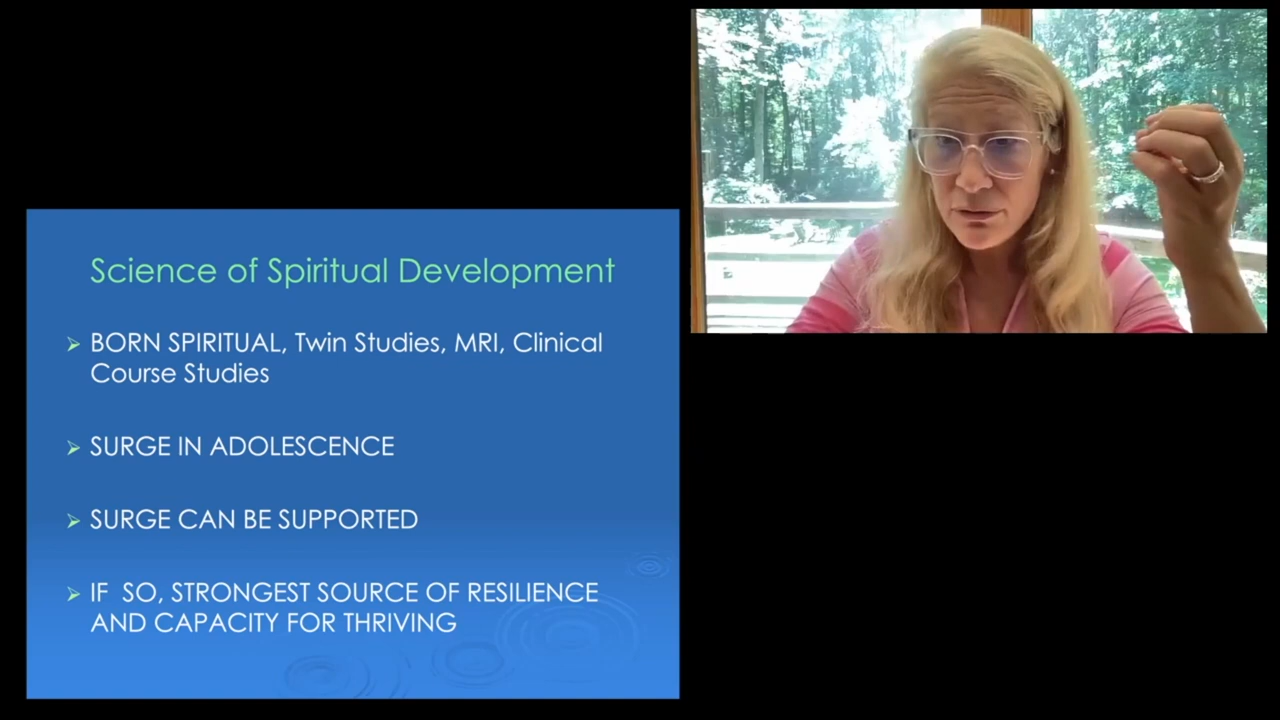 Science of Spiritual Development
BORN SPIRITUAL, Twin Studies, MRI, Clinical
Course Studies
SURGE IN ADOLESCENCE
SURGE CAN BE SUPPORTED
IF SO, STRONGEST SOURCE OF RESILIENCE
AND CAPACITY FOR THRIVING